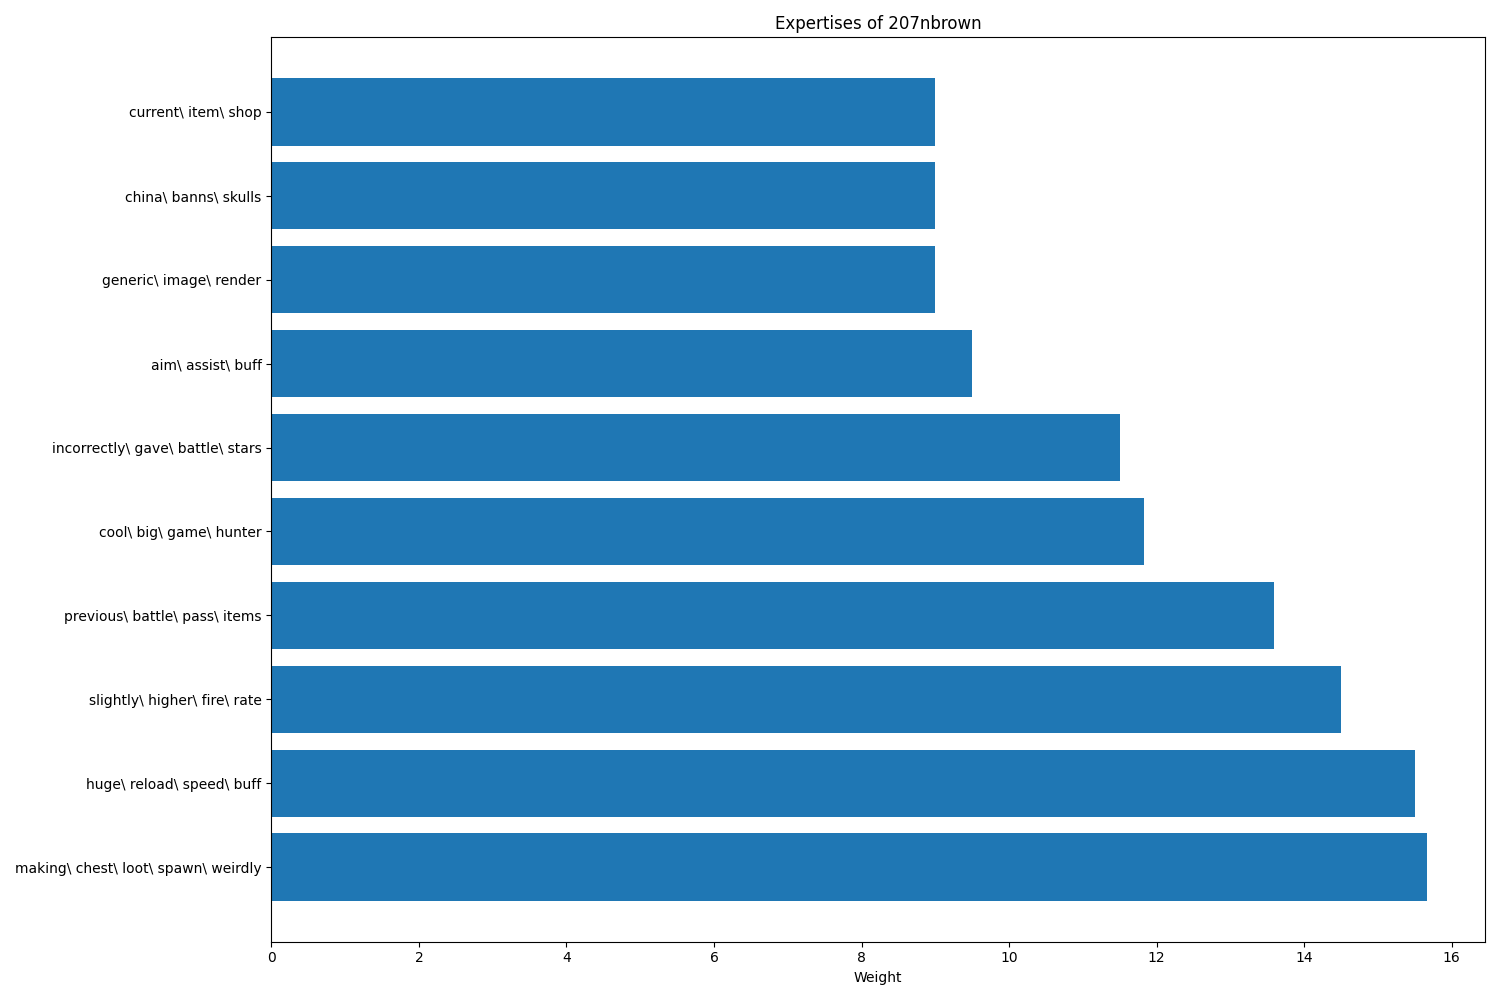 Expertises of 207nbrown
current\ item\ shop
china\ banns\ skulls
generic\ image\ render
aim\ assist\ buff
incorrectly\ gave\ battle\ stars
cool\ big\ game\ hunter
previous\ battle\ pass\ items
slightly\ higher\ fire\ rate
huge\ reload\ speed\ buff
making\ chest\ loot\ spawn\ weirdly
0 2 4 6 8 10 12 14 16
Weight